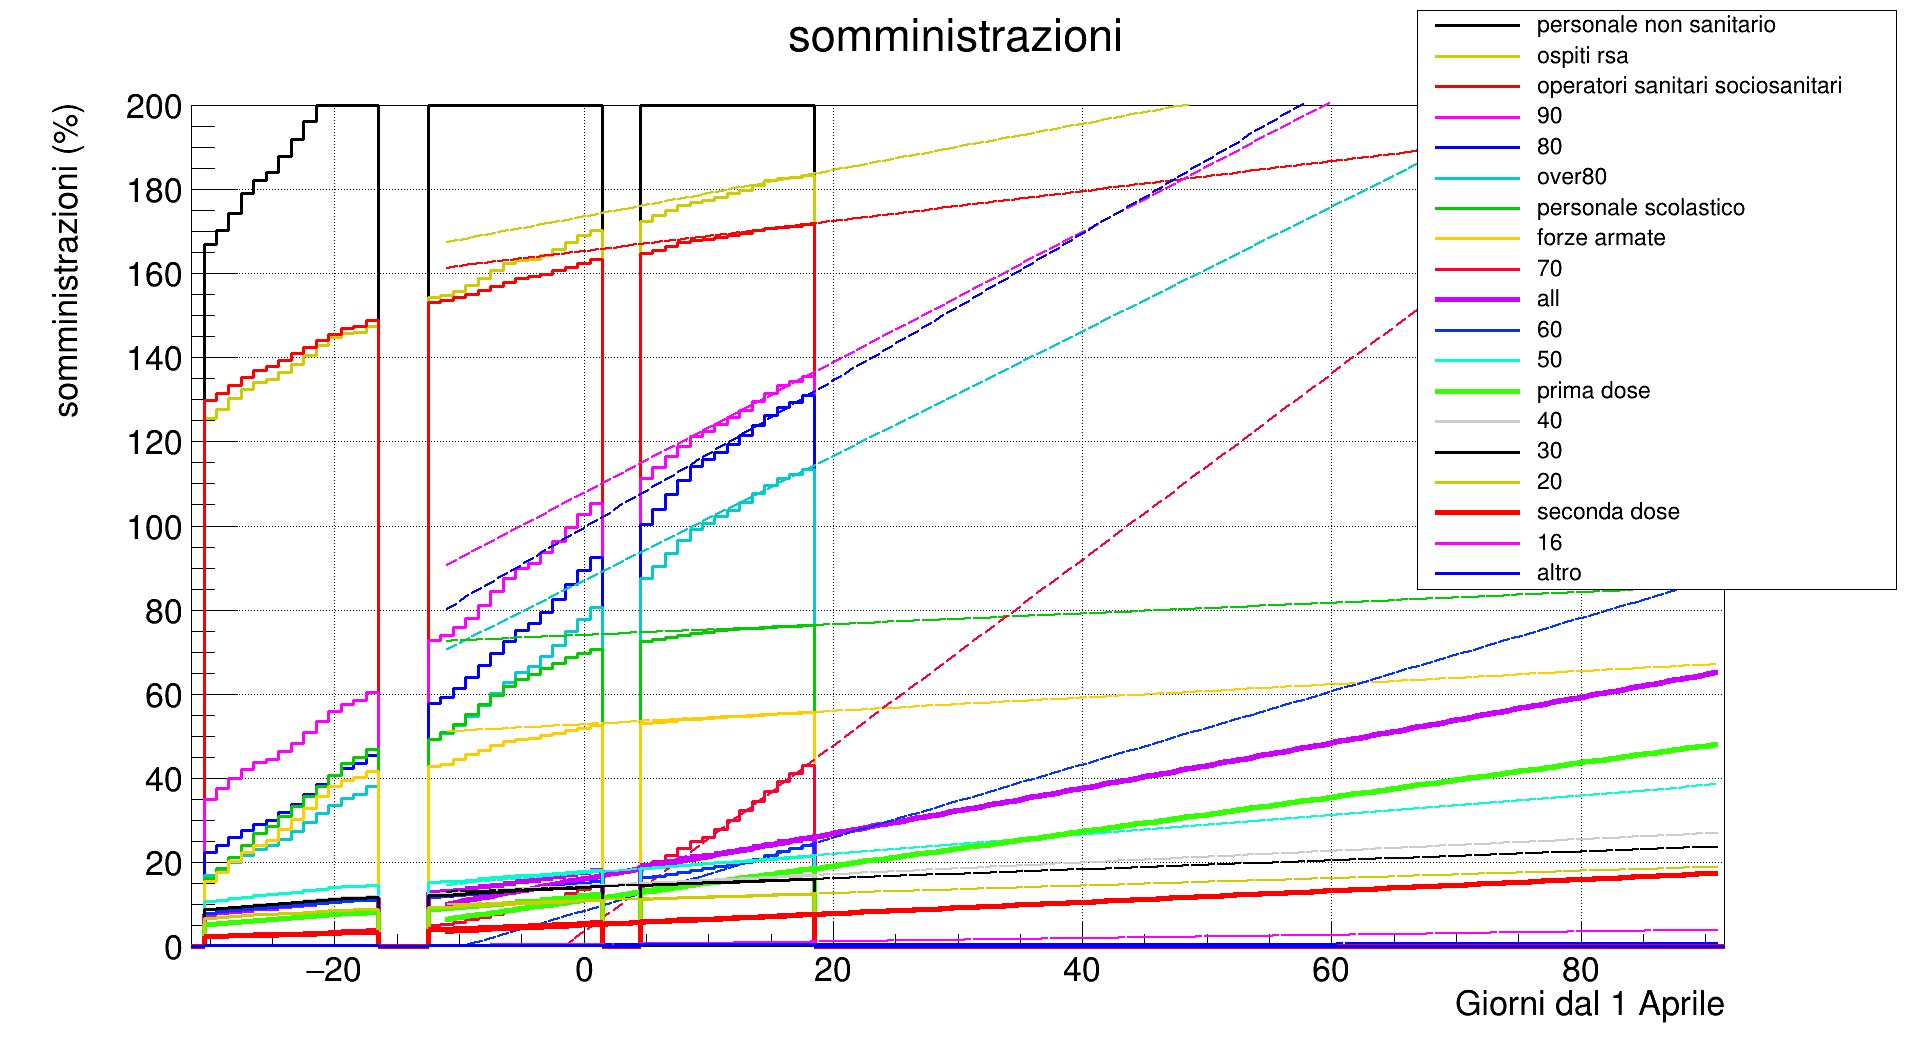 somministrazioni
personale non sanitario
ospiti rsa
operatori sanitari sociosanitari
90
80
over80
personale scolastico
forze armate
70
all
60
50
prima dose
40
30
20
seconda dose
16
altro
somministrazioni (%)
200
180
160
140
120
100
80
60
40
20
0
−20 0 20 40 60 80
Giorni dal 1 Aprile